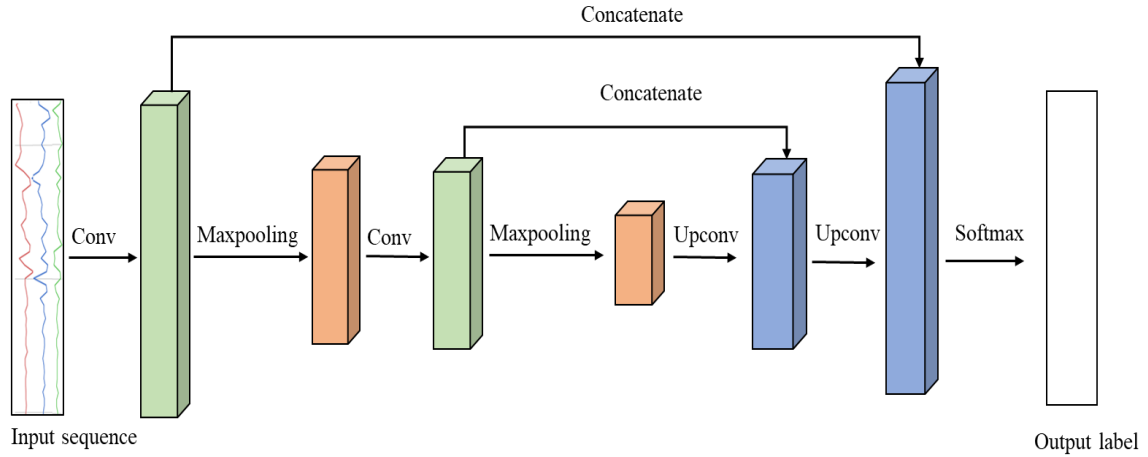 Concatenate
Concatenate
Conv
Maxpooling
Conv
Maxpooling
Upconv
Upconv
Softmax
Input sequence
Output label